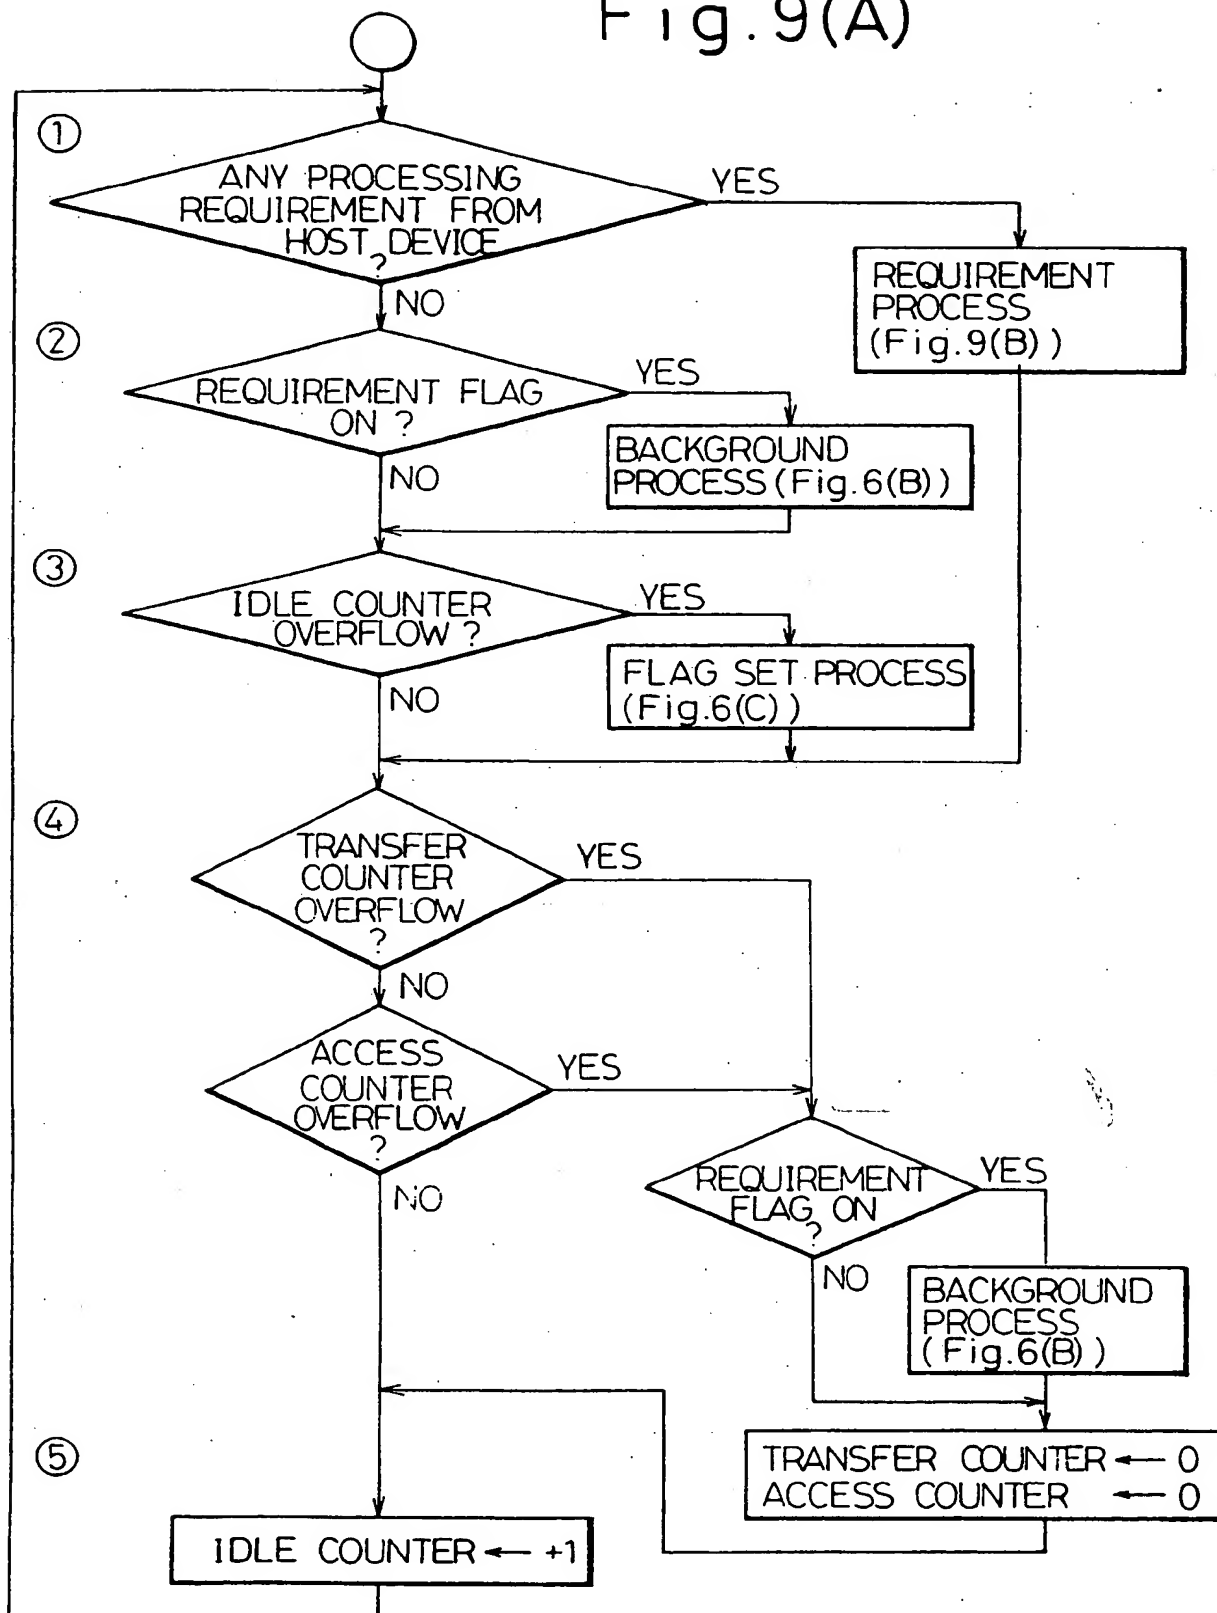 Fig.9(A)
①
ANY PROCESSING
REQUIREMENT FROM
HOST DEVICE
?
YES
NO
REQUIREMENT
PROCESS
(Fig.9(B))
②
REQUIREMENT FLAG
ON ?
YES
NO
BACKGROUND
PROCESS(Fig.6(B))
③
IDLE COUNTER
OVERFLOW ?
YES
NO
FLAG SET PROCESS
(Fig.6(C))
④
TRANSFER
COUNTER
OVERFLOW
?
YES
NO
ACCESS
COUNTER
OVERFLOW
?
YES
NO
REQUIREMENT
FLAG ON
?
YES
NO
BACKGROUND
PROCESS
(Fig.6(B))
TRANSFER COUNTER ← 0
ACCESS COUNTER ← 0
⑤
IDLE COUNTER ← +1